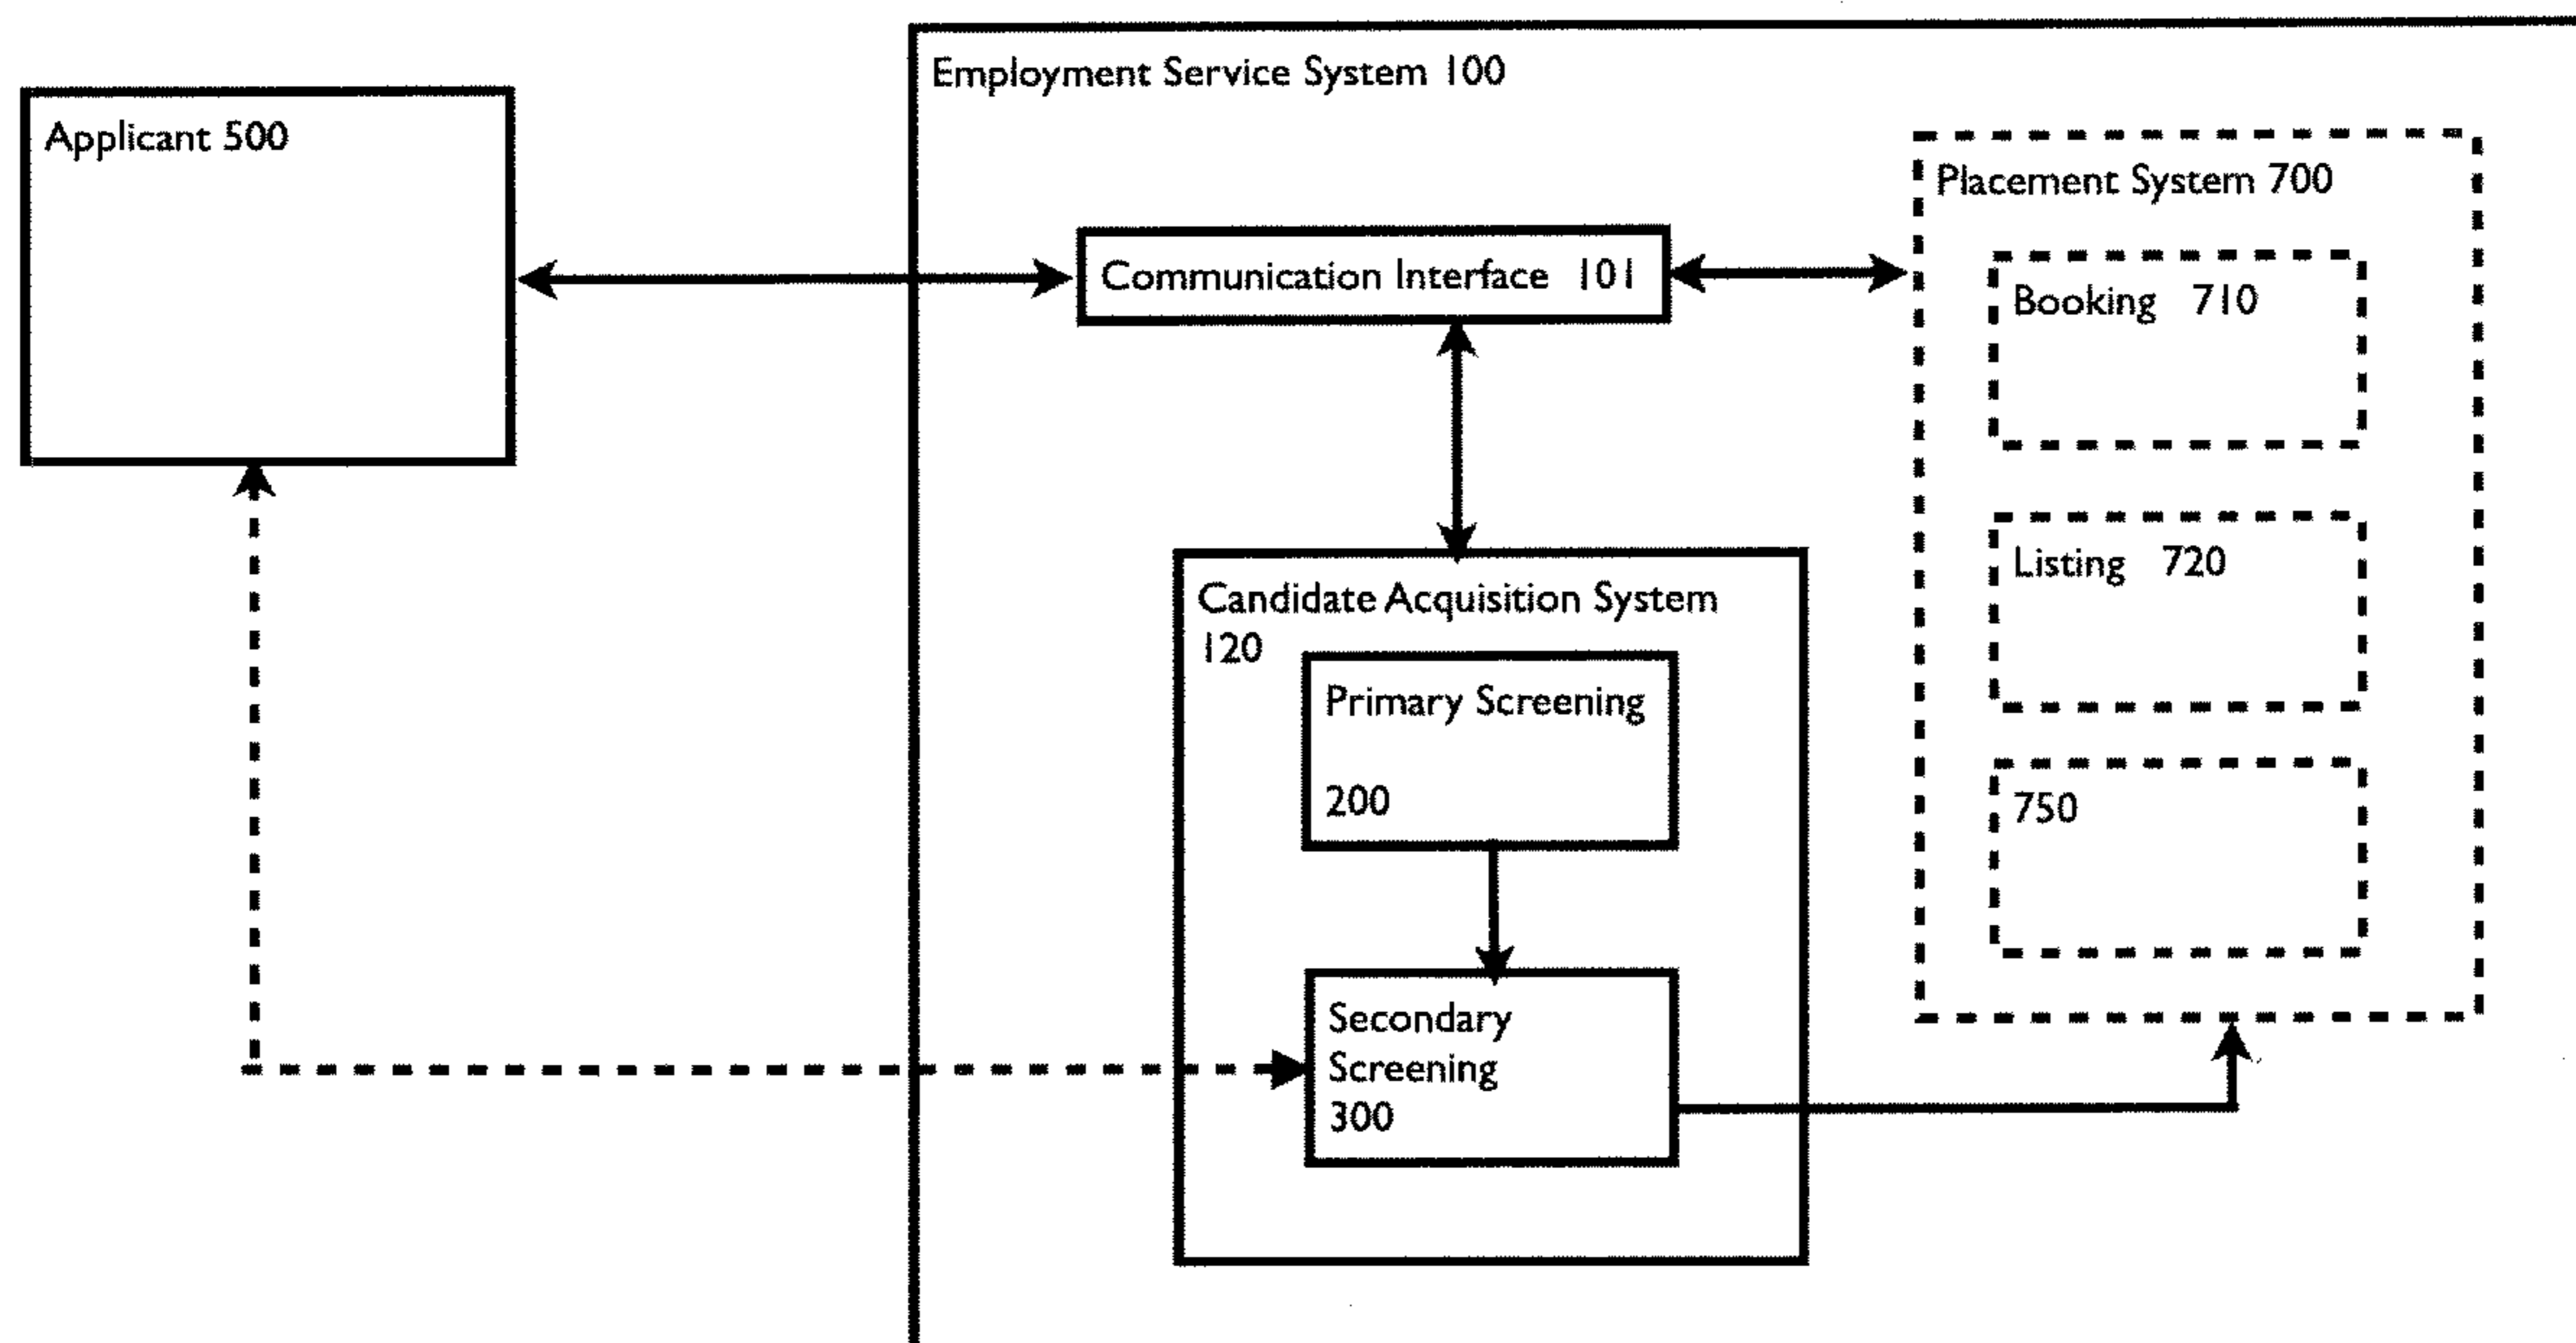 Employment Service System 100
Applicant 500
Placement System 700
Communication Interface 101
Booking 710
Listing 720
Candidate Acquisition System
120
Primary Screening
200
750
Secondary
Screening
300